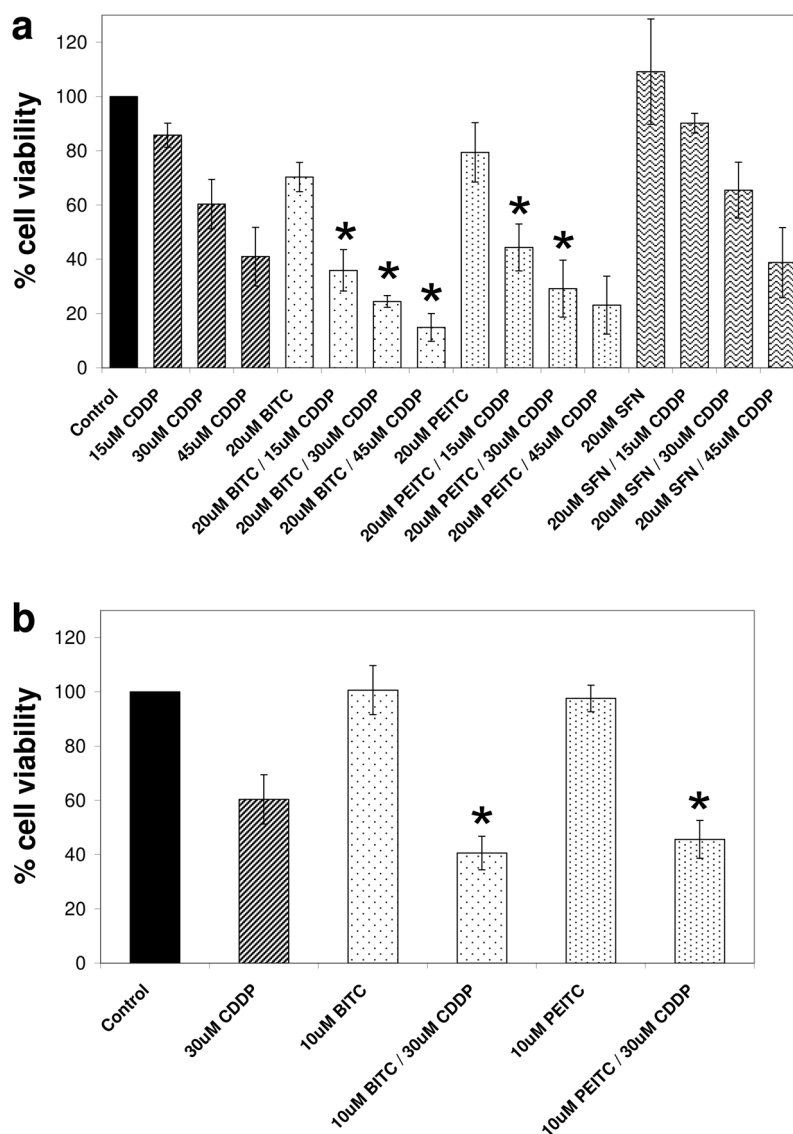 a
% cell viability
120
100
80
60
40
20
0
Control
15uM CDDP
30uM CDDP
45uM CDDP
20uM BITC
20uM BITC / 15uM CDDP
20uM BITC / 30uM CDDP
20uM BITC / 45uM CDDP
20uM PEITC
20uM PEITC / 15uM CDDP
20uM PEITC / 30uM CDDP
20uM PEITC / 45uM CDDP
20uM SFN
20uM SFN / 15uM CDDP
20uM SFN / 30uM CDDP
20uM SFN / 45uM CDDP
*
*
*
*
*
b
% cell viability
120
100
80
60
40
20
0
Control
30uM CDDP
10uM BITC
10uM BITC / 30uM CDDP
10uM PEITC
10uM PEITC / 30uM CDDP
*
*